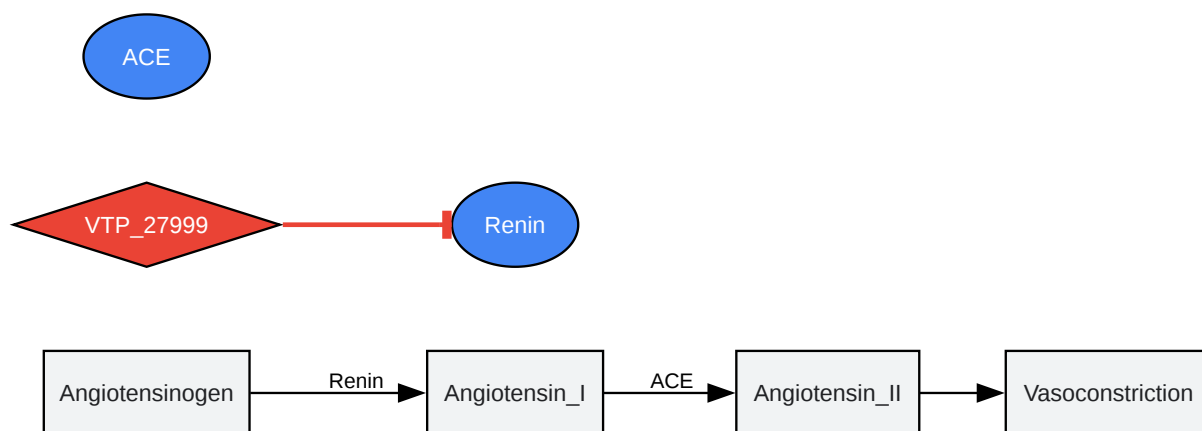 ACE
VTP_27999
Renin
Renin
ACE
Angiotensinogen
Angiotensin_I
Angiotensin_II
Vasoconstriction